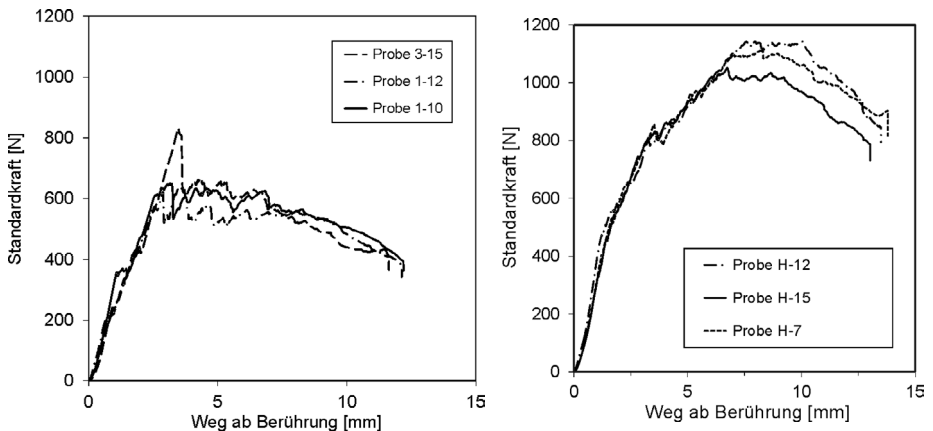 1200
1000
800
600
400
200
0
0
5
10
15
Standardkraft [N]
Weg ab Berührung [mm]
Probe 3-15
Probe 1-12
Probe 1-10
1200
1000
800
600
400
200
0
0
5
10
15
Standardkraft [N]
Weg ab Berührung [mm]
Probe H-12
Probe H-15
Probe H-7